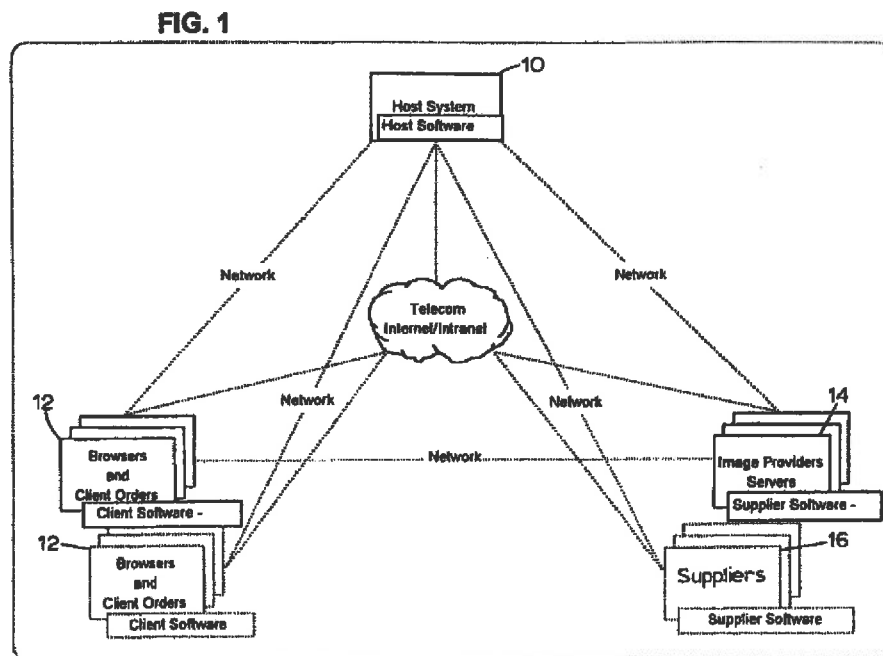 FIG. 1
10
Host System
Host Software
Network
Network
Telecom
Internet/Intranet
Network
Network
Network
12
Browsers
and
Client Orders
Client Software -
12
Browsers
and
Client Orders
Client Software
14
Image Providers
Servers
Supplier Software -
16
Suppliers
Supplier Software